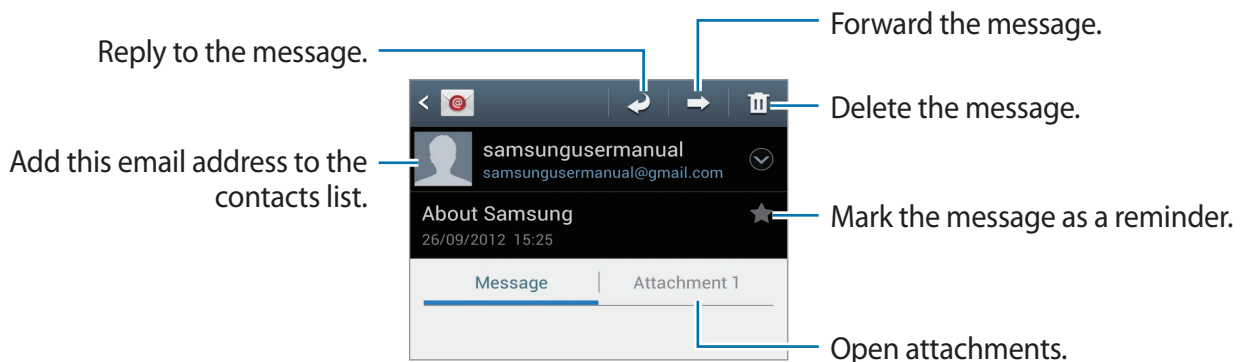 Forward the message.
Reply to the message.
Delete the message.
samsungusermanual
samsungusermanual@gmail.com
Add this email address to the
contacts list.
About Samsung
26/09/2012 15:25
Mark the message as a reminder.
Message
Attachment 1
Open attachments.